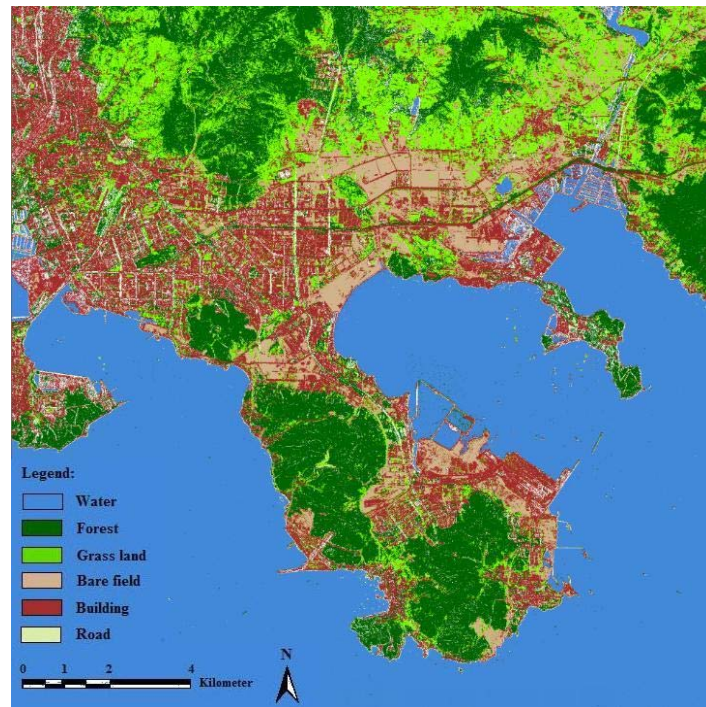 Legend:
Water
Forest
Grass land
Bare field
Building
Road
0 1 2 4
Kilometer
N